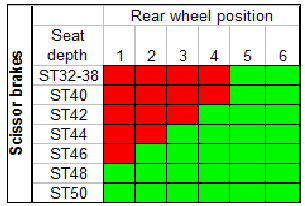 Rear wheel position
Seat
depth
1 2 3 4 5 6
Scissor brakes
ST32-38
ST40
ST42
ST44
ST46
ST48
ST50